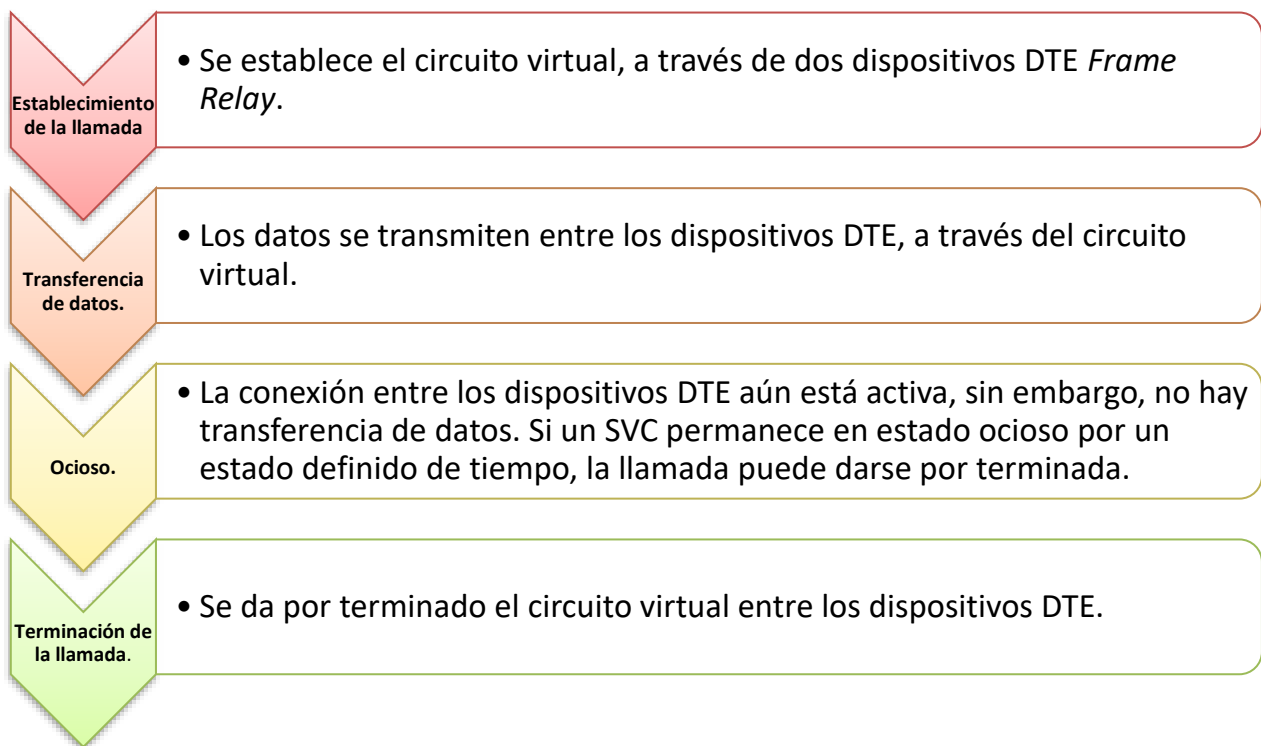 Establecimiento
de la llamada
• Se establece el circuito virtual, a través de dos dispositivos DTE Frame
Relay.
Transferencia
de datos.
• Los datos se transmiten entre los dispositivos DTE, a través del circuito
virtual.
Ocioso.
• La conexión entre los dispositivos DTE aún está activa, sin embargo, no hay
transferencia de datos. Si un SVC permanece en estado ocioso por un
estado definido de tiempo, la llamada puede darse por terminada.
Terminación de
la llamada.
• Se da por terminado el circuito virtual entre los dispositivos DTE.